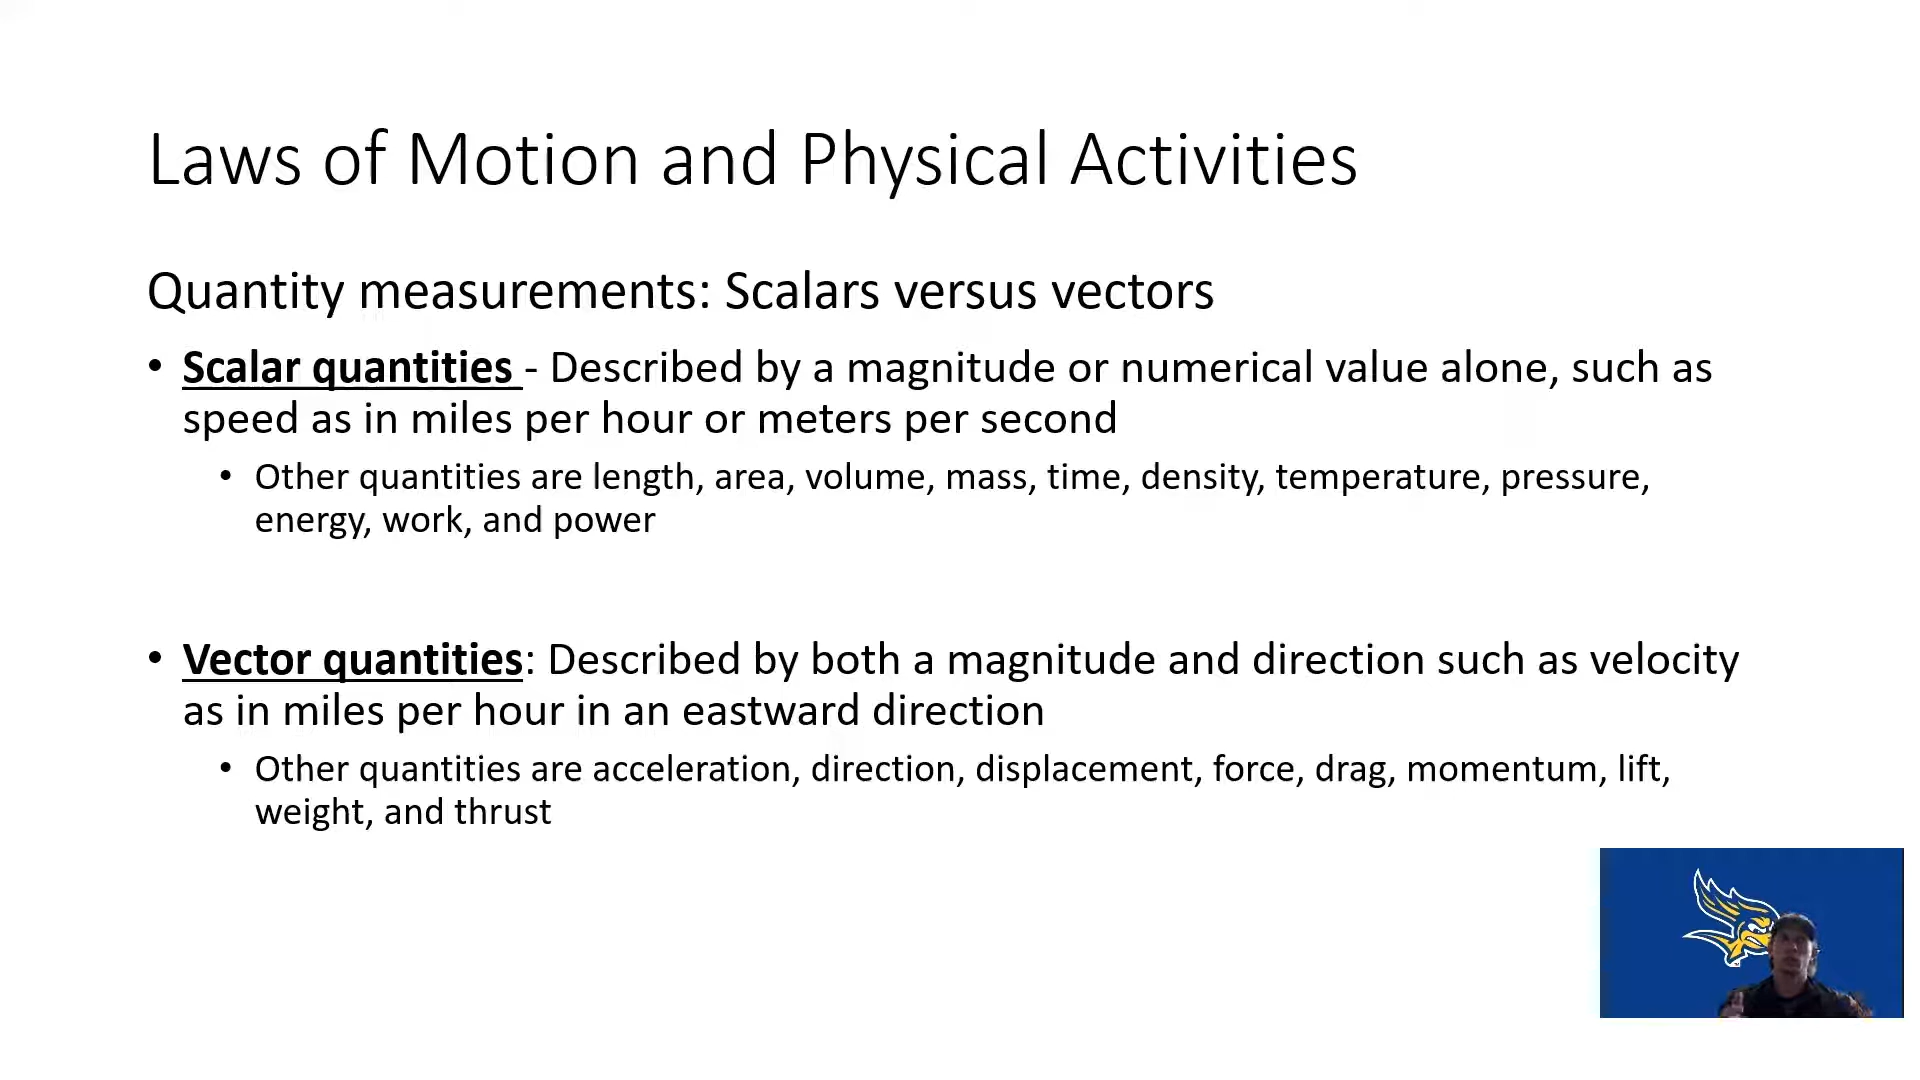 Laws of Motion and Physical Activities
Quantity measurements: Scalars versus vectors
• Scalar quantities - Described by a magnitude or numerical value alone, such as
speed as in miles per hour or meters per second
• Other quantities are length, area, volume, mass, time, density, temperature, pressure,
energy, work, and power
• Vector quantities: Described by both a magnitude and direction such as velocity
as in miles per hour in an eastward direction
• Other quantities are acceleration, direction, displacement, force, drag, momentum, lift,
weight, and thrust